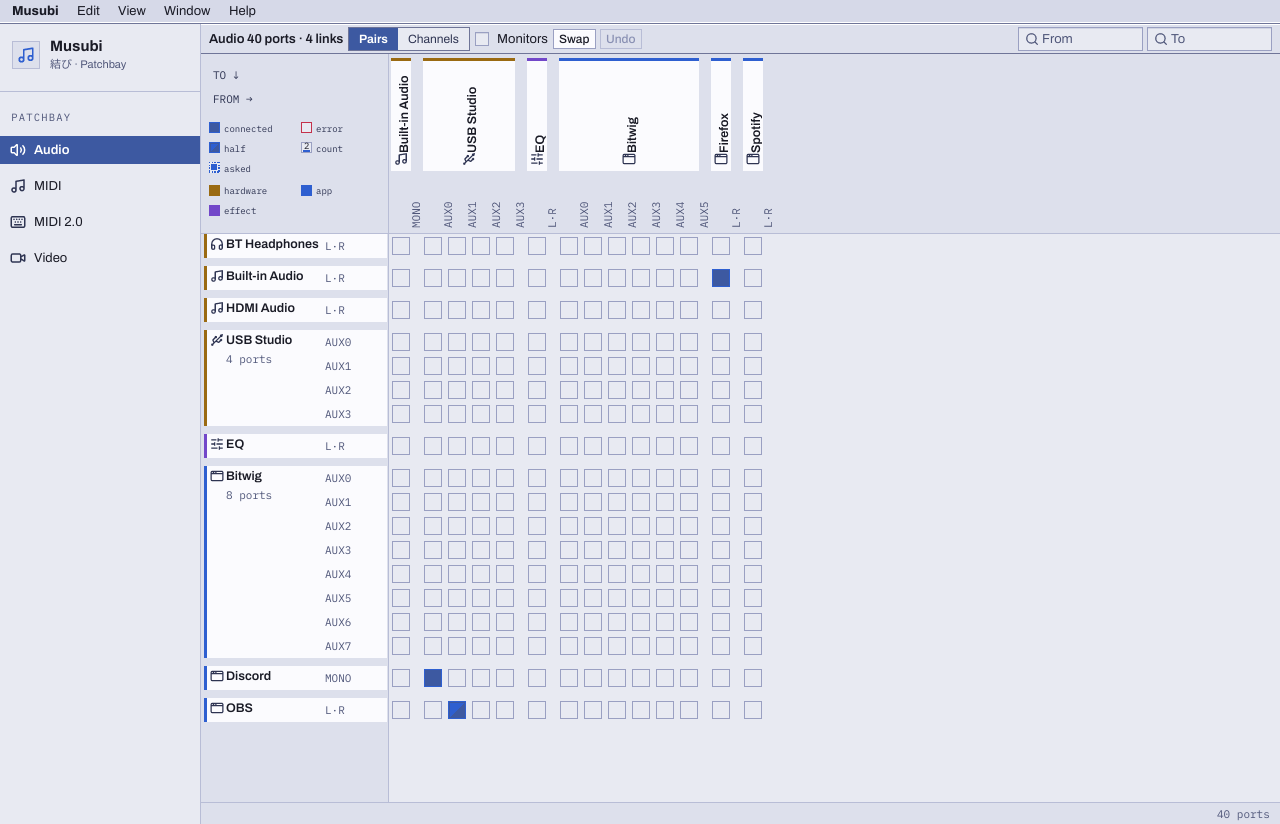 Musubi Edit View Window Help
Musubi
結び · Patchbay
PATCHBAY
Audio
MIDI
MIDI 2.0
Video
Audio 40 ports · 4 links Pairs Channels Monitors Swap Undo From To
TO ↓
FROM →
connected error
half 2 count
asked
hardware app
effect
Built-in Audio
USB Studio
EQ
Bitwig
Firefox
Spotify
MONO AUX0 AUX1 AUX2 AUX3 L·R AUX0 AUX1 AUX2 AUX3 AUX4 AUX5 L·R L·R
BT Headphones L·R
Built-in Audio L·R
HDMI Audio L·R
USB Studio AUX0
4 ports
AUX1
AUX2
AUX3
EQ L·R
Bitwig AUX0
8 ports
AUX1
AUX2
AUX3
AUX4
AUX5
AUX6
AUX7
Discord MONO
OBS L·R
40 ports